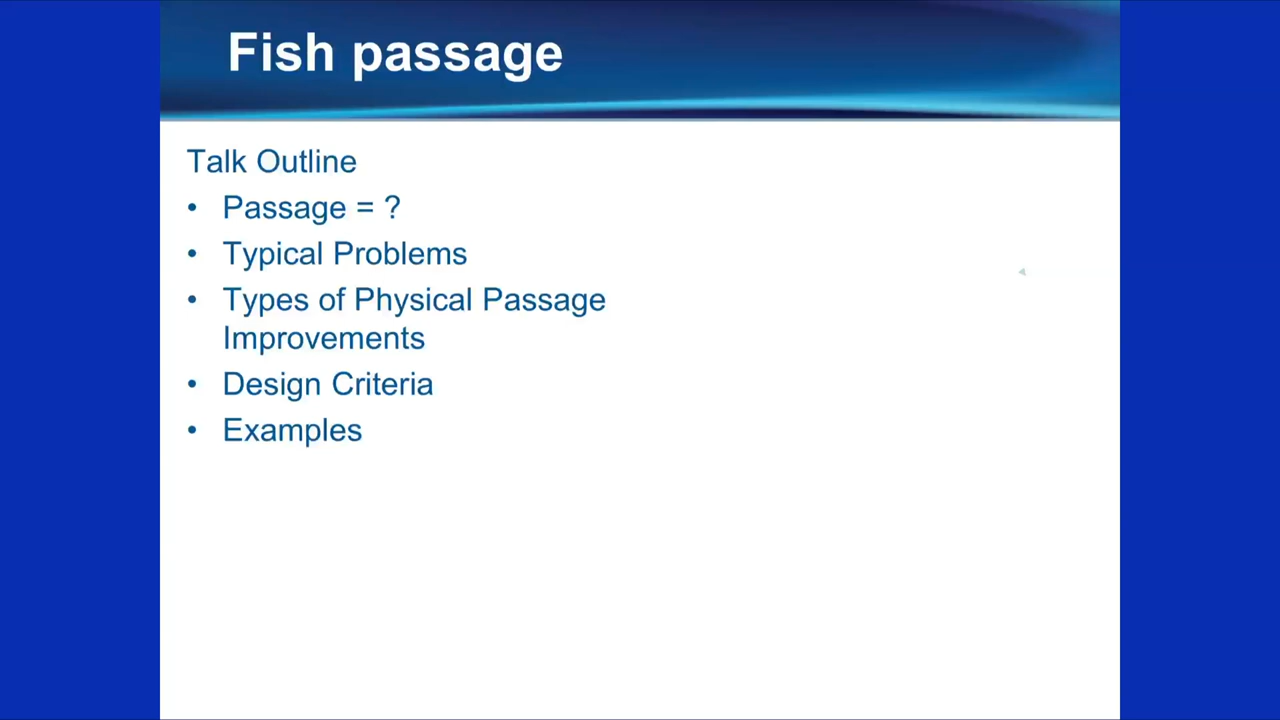 Fish passage
Talk Outline
• Passage = ?
• Typical Problems
• Types of Physical Passage
Improvements
• Design Criteria
• Examples